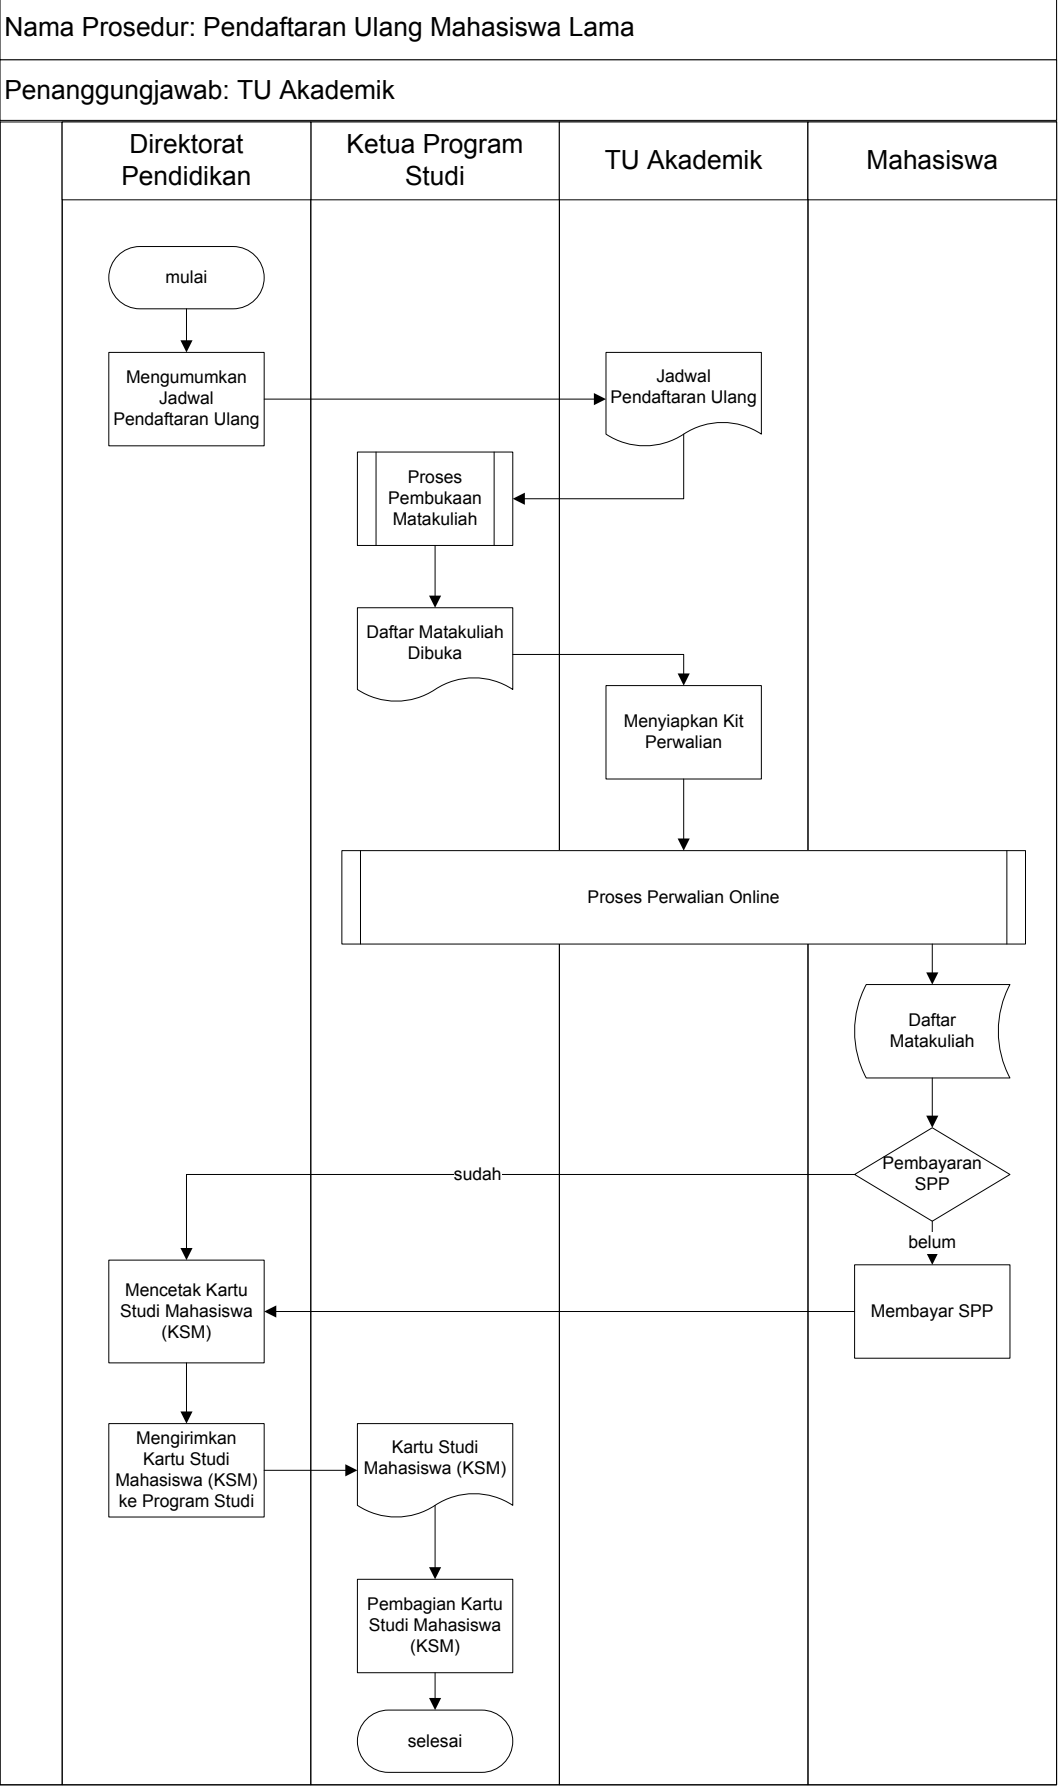 Nama Prosedur: Pendaftaran Ulang Mahasiswa Lama
Penanggungjawab: TU Akademik
Direktorat
Pendidikan
Ketua Program
Studi
TU Akademik
Mahasiswa
mulai
Mengumumkan
Jadwal
Pendaftaran Ulang
Jadwal
Pendaftaran Ulang
Proses
Pembukaan
Matakuliah
Daftar Matakuliah
Dibuka
Menyiapkan Kit
Perwalian
Proses Perwalian Online
Daftar
Matakuliah
Pembayaran
SPP
sudah
belum
Mencetak Kartu
Studi Mahasiswa
(KSM)
Membayar SPP
Mengirimkan
Kartu Studi
Mahasiswa (KSM)
ke Program Studi
Kartu Studi
Mahasiswa (KSM)
Pembagian Kartu
Studi Mahasiswa
(KSM)
selesai